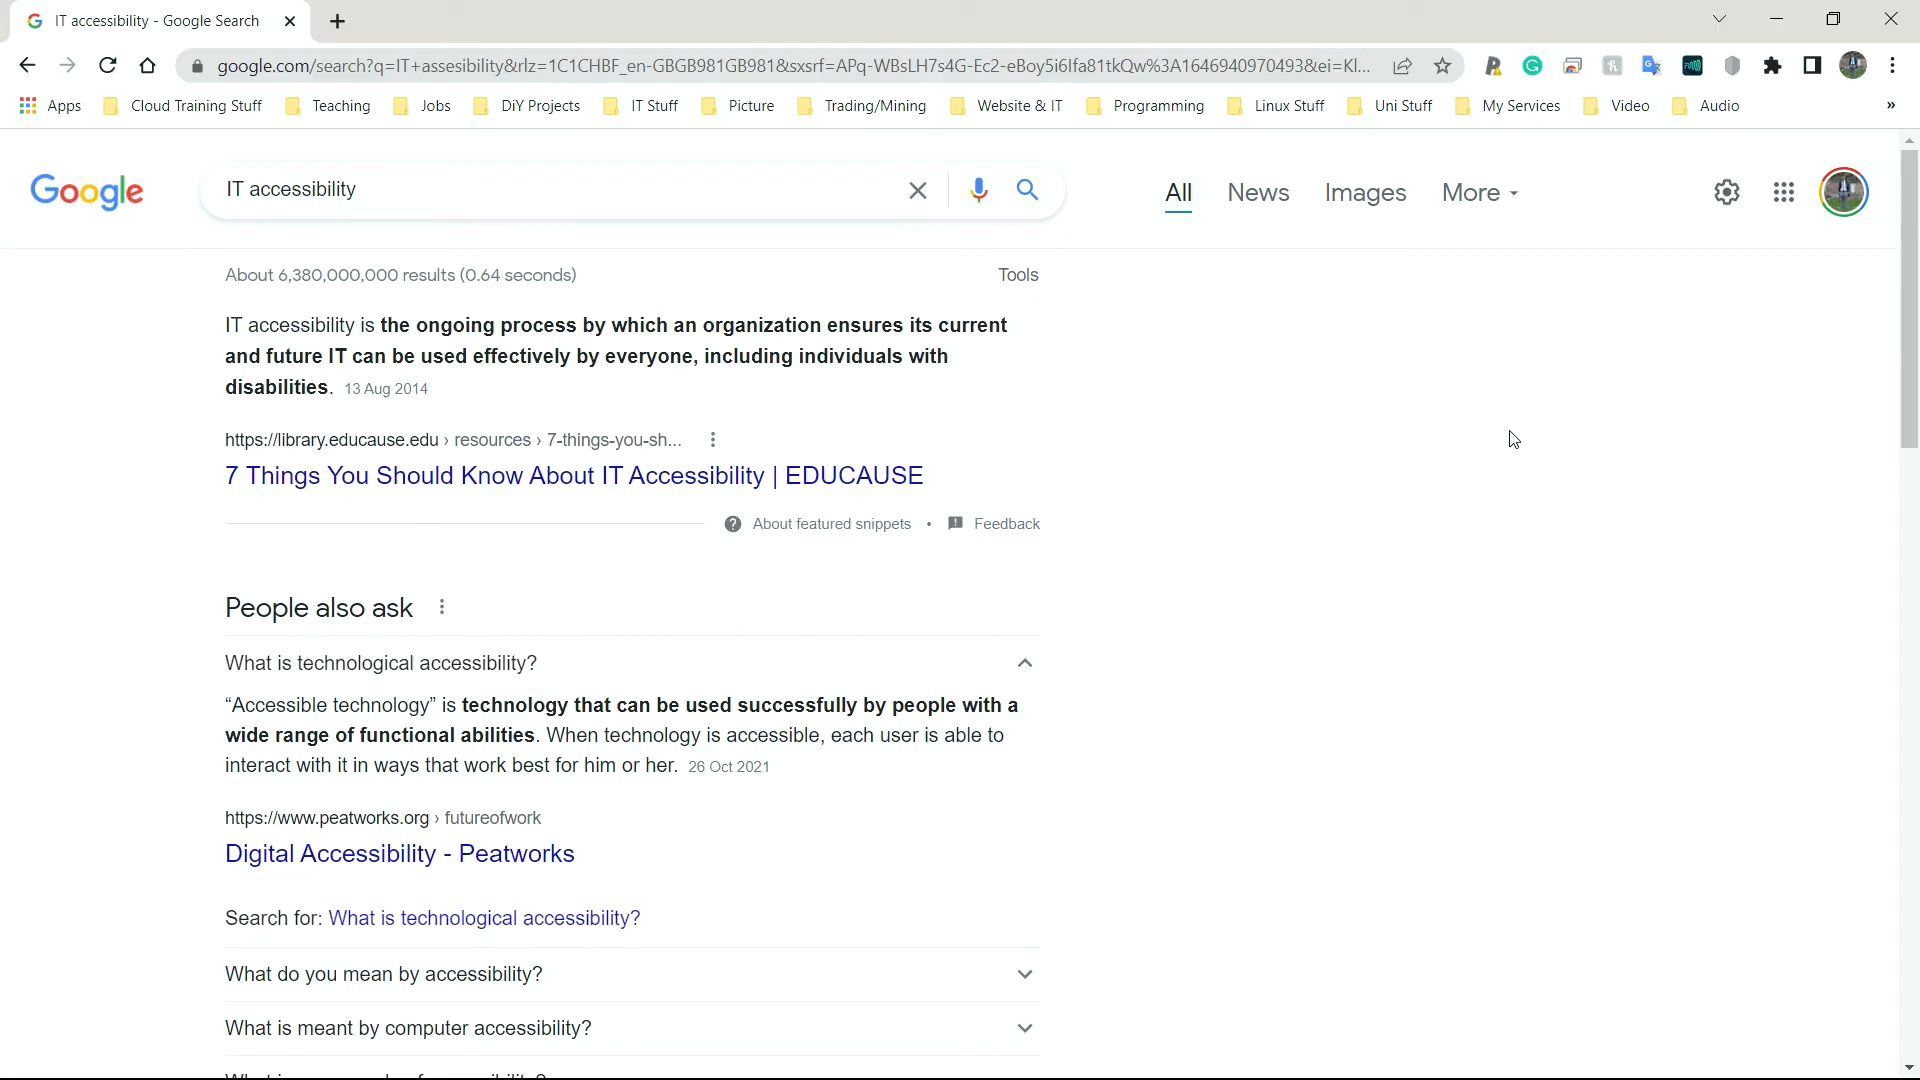 IT accessibility - Google Search
google.com/search?q=IT+assesibility&rlz=1C1CHBF_en-GBGB981GB981&sxsrf=APq-WBsLH7s4G-Ec2-eBoy5i6Ifa81tkQw%3A1646940970493&ei=Kl...
Apps Cloud Training Stuff Teaching Jobs DiY Projects IT Stuff Picture Trading/Mining Website & IT Programming Linux Stuff Uni Stuff My Services Video Audio »
Google IT accessibility All News Images More
About 6,380,000,000 results (0.64 seconds) Tools
IT accessibility is the ongoing process by which an organization ensures its current
and future IT can be used effectively by everyone, including individuals with
disabilities. 13 Aug 2014
https://library.educause.edu › resources › 7-things-you-sh...
7 Things You Should Know About IT Accessibility | EDUCAUSE
About featured snippets • Feedback
People also ask
What is technological accessibility?
“Accessible technology” is technology that can be used successfully by people with a
wide range of functional abilities. When technology is accessible, each user is able to
interact with it in ways that work best for him or her. 26 Oct 2021
https://www.peatworks.org › futureofwork
Digital Accessibility - Peatworks
Search for: What is technological accessibility?
What do you mean by accessibility?
What is meant by computer accessibility?